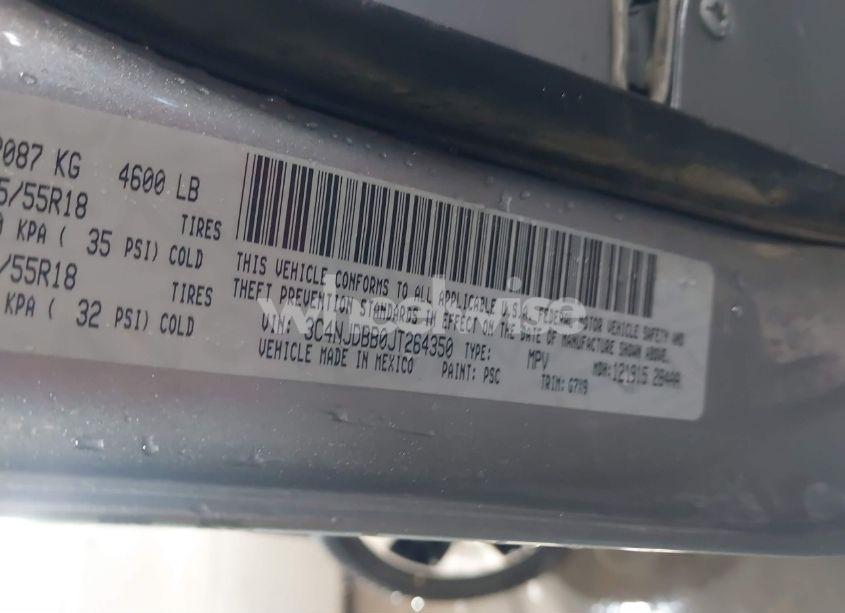 087 KG 4600 LB
5/55R18 TIRES
KPA ( 35 PSI) COLD
/55R18 TIRES
KPA ( 32 PSI) COLD
THIS VEHICLE CONFORMS TO ALL APPLICABLE U.S.A. FEDERAL MOTOR VEHICLE SAFETY AND
THEFT PREVENTION STANDARDS IN EFFECT ON THE DATE OF MANUFACTURE SHOWN ABOVE.
VIN: 3C4NJDBB0JT264350 TYPE: MPV MDH: 121915 284AA
VEHICLE MADE IN MEXICO PAINT: PSC TRIM: G7X9
wheelwise